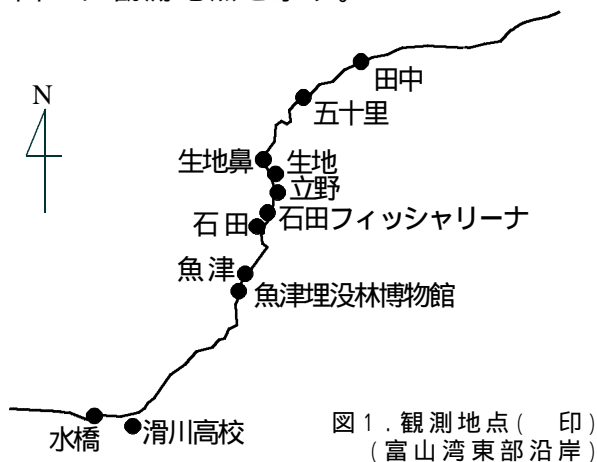 N
田中
五十里
生地鼻
生地
立野
石田フィッシャリーナ
石田
魚津
魚津埋没林博物館
水橋
滑川高校
図1.観測地点( 印)
(富山湾東部沿岸)